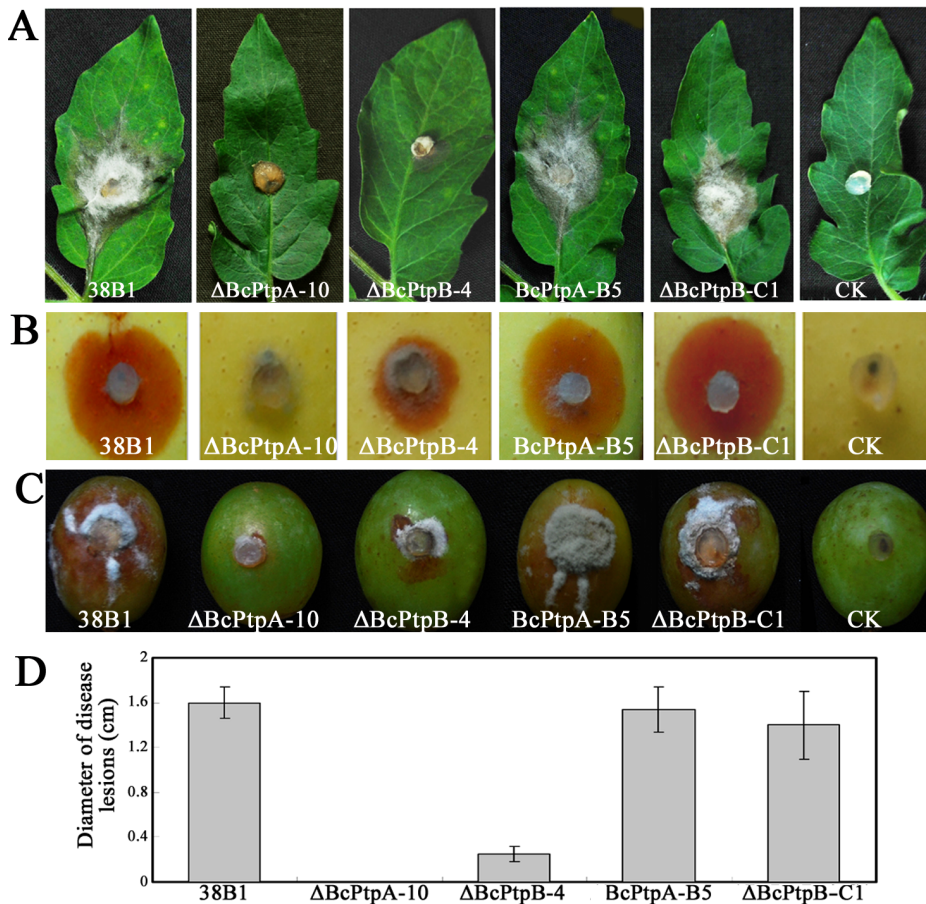 A
38B1 ΔBcPtpA-10 ΔBcPtpB-4 BcPtpA-B5 ΔBcPtpB-C1 CK
B
38B1 ΔBcPtpA-10 ΔBcPtpB-4 BcPtpA-B5 ΔBcPtpB-C1 CK
C
38B1 ΔBcPtpA-10 ΔBcPtpB-4 BcPtpA-B5 ΔBcPtpB-C1 CK
D
Diameter of disease
lesions (cm)
2
1.6
1.2
0.8
0.4
0
38B1 ΔBcPtpA-10 ΔBcPtpB-4 BcPtpA-B5 ΔBcPtpB-C1